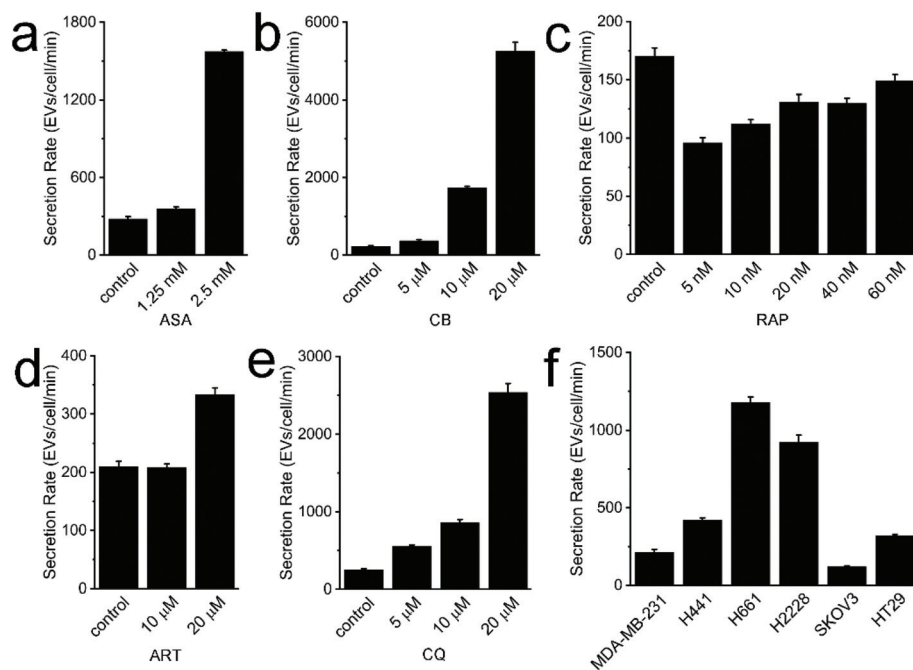 a
Secretion Rate (EVs/cell/min)
1800
1200
600
0
control
1.25 mM
2.5 mM
ASA
b
Secretion Rate (EVs/cell/min)
6000
4000
2000
0
control
5 μM
10 μM
20 μM
CB
c
Secretion Rate (EVs/cell/min)
200
150
100
50
0
control
5 nM
10 nM
20 nM
40 nM
60 nM
RAP
d
Secretion Rate (EVs/cell/min)
400
300
200
100
0
control
10 μM
20 μM
ART
e
Secretion Rate (EVs/cell/min)
3000
2000
1000
0
control
5 μM
10 μM
20 μM
CQ
f
Secretion Rate (EVs/cell/min)
1500
1000
500
0
MDA-MB-231
H441
H661
H2228
SKOV3
HT29